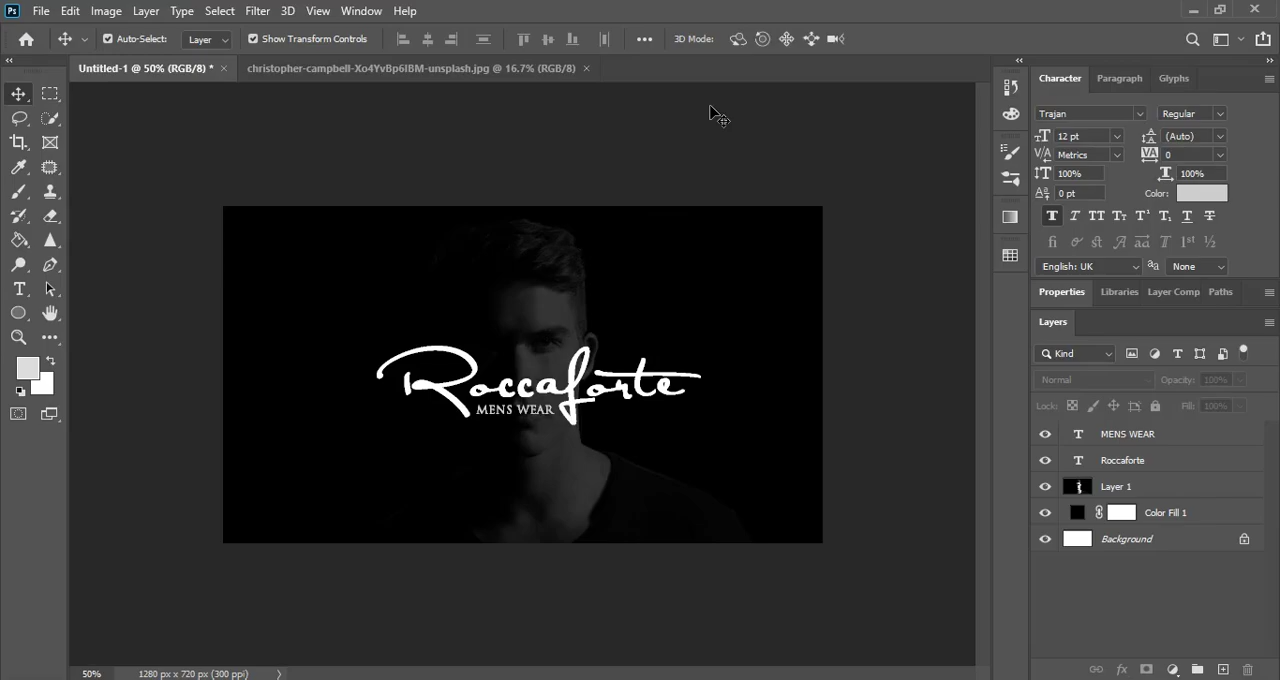 Ps File Edit Image Layer Type Select Filter 3D View Window Help
Auto-Select: Layer Show Transform Controls 3D Mode:
Untitled-1 @ 50% (RGB/8) * × christopher-campbell-Xo4YvBp6IBM-unsplash.jpg @ 16.7% (RGB/8) ×
Character Paragraph Glyphs
Trajan Regular
12 pt (Auto)
Metrics 0
100% 100%
0 pt Color:
English: UK aa None
Properties Libraries Layer Comp Paths
Layers
Kind
Normal Opacity: 100%
Lock: Fill: 100%
MENS WEAR
Roccaforte
Layer 1
Color Fill 1
Background
Roccaforte
MENS WEAR
50% 1280 px x 720 px (300 ppi)